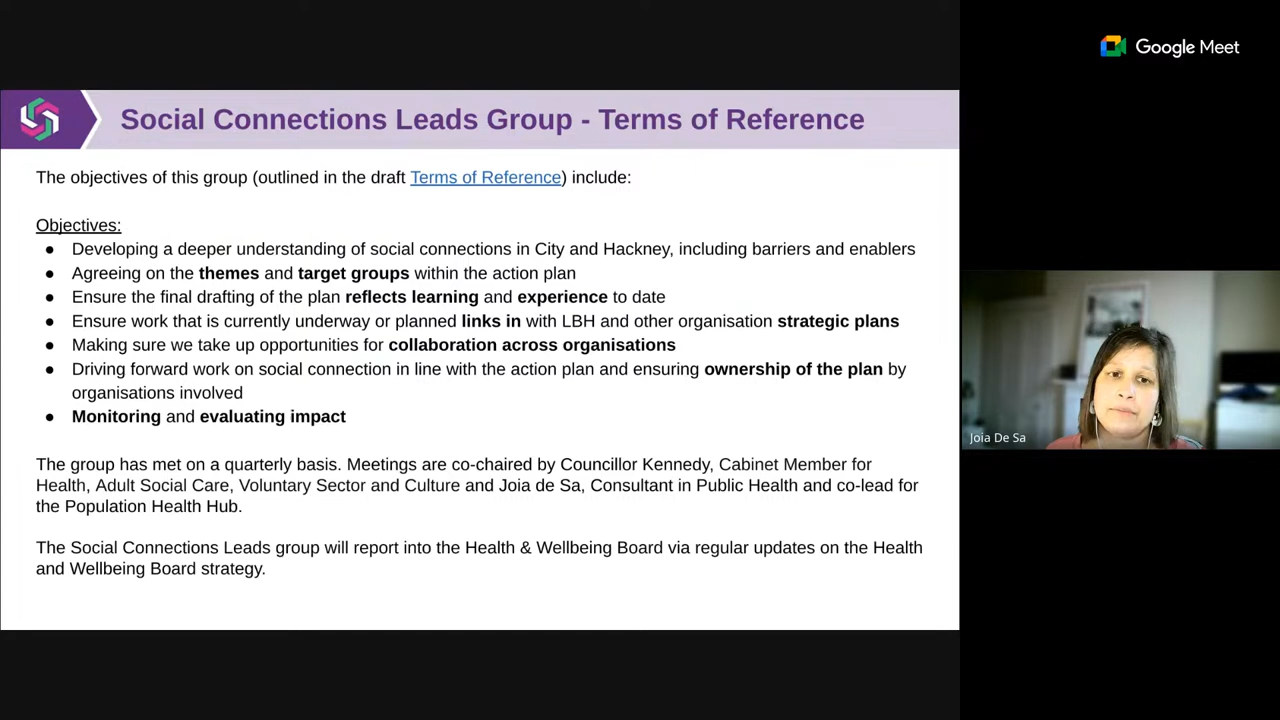 Google Meet
Social Connections Leads Group - Terms of Reference
The objectives of this group (outlined in the draft Terms of Reference) include:
Objectives:
● Developing a deeper understanding of social connections in City and Hackney, including barriers and enablers
● Agreeing on the themes and target groups within the action plan
● Ensure the final drafting of the plan reflects learning and experience to date
● Ensure work that is currently underway or planned links in with LBH and other organisation strategic plans
● Making sure we take up opportunities for collaboration across organisations
● Driving forward work on social connection in line with the action plan and ensuring ownership of the plan by
organisations involved
● Monitoring and evaluating impact
The group has met on a quarterly basis. Meetings are co-chaired by Councillor Kennedy, Cabinet Member for
Health, Adult Social Care, Voluntary Sector and Culture and Joia de Sa, Consultant in Public Health and co-lead for
the Population Health Hub.
The Social Connections Leads group will report into the Health & Wellbeing Board via regular updates on the Health
and Wellbeing Board strategy.
Joia De Sa